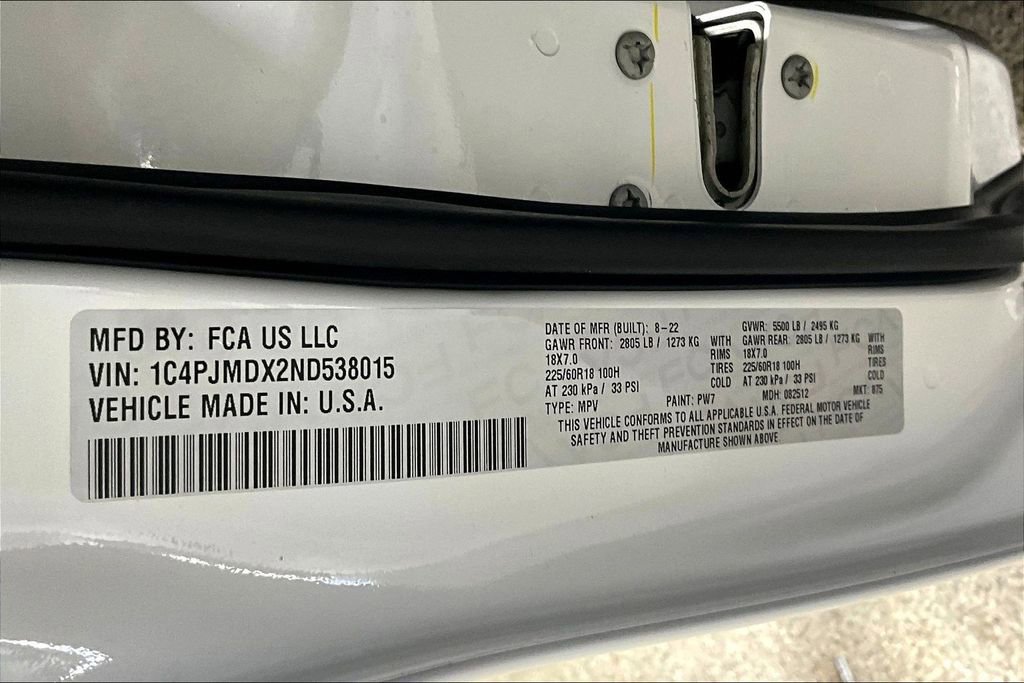 MFD BY: FCA US LLC
VIN: 1C4PJMDX2ND538015
VEHICLE MADE IN: U.S.A.
DATE OF MFR (BUILT): 8-22 GVWR: 5500 LB / 2495 KG
GAWR FRONT: 2805 LB / 1273 KG WITH GAWR REAR: 2805 LB / 1273 KG WITH
18X7.0 RIMS 18X7.0 RIMS
225/60R18 100H TIRES 225/60R18 100H TIRES
AT 230 kPa / 33 PSI COLD AT 230 kPa / 33 PSI COLD
TYPE: MPV PAINT: PW7 MDH: 082512 MKT: 875
THIS VEHICLE CONFORMS TO ALL APPLICABLE U.S.A. FEDERAL MOTOR VEHICLE
SAFETY AND THEFT PREVENTION STANDARDS IN EFFECT ON THE DATE OF
MANUFACTURE SHOWN ABOVE.